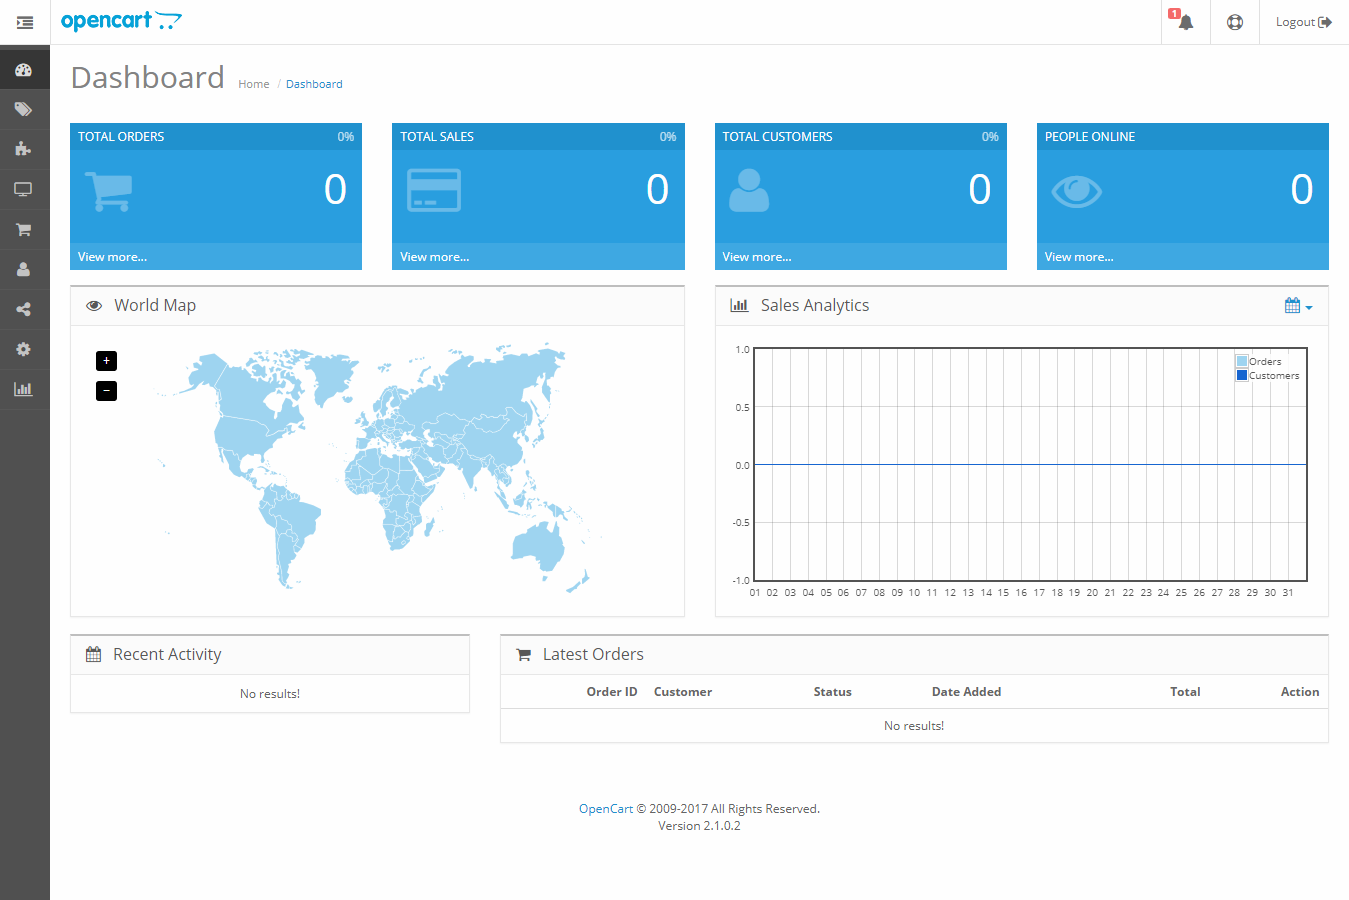 opencart
1
Logout
Dashboard
Home / Dashboard
TOTAL ORDERS 0%
0
View more...
TOTAL SALES 0%
0
View more...
TOTAL CUSTOMERS 0%
0
View more...
PEOPLE ONLINE
0
View more...
World Map
+
−
Sales Analytics
1.0
0.5
0.0
-0.5
-1.0
Orders
Customers
01 02 03 04 05 06 07 08 09 10 11 12 13 14 15 16 17 18 19 20 21 22 23 24 25 26 27 28 29 30 31
Recent Activity
No results!
Latest Orders
Order ID Customer Status Date Added Total Action
No results!
OpenCart © 2009-2017 All Rights Reserved.
Version 2.1.0.2